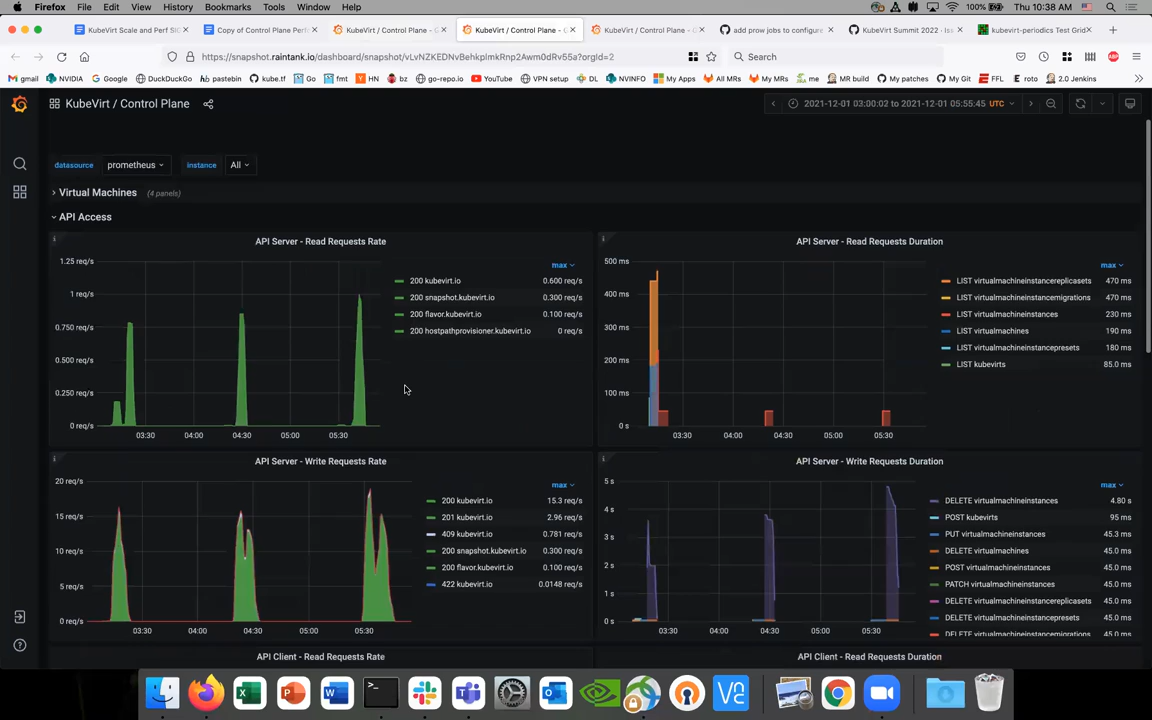 Firefox File Edit View History Bookmarks Tools Window Help 100% Thu 10:38 AM
KubeVirt Scale and Perf SIG Copy of Control Plane Perf KubeVirt / Control Plane - G KubeVirt / Control Plane - KubeVirt / Control Plane - G add prow jobs to configure KubeVirt Summit 2022 · Iss kubevirt-periodics Test Grid
https://snapshot.raintank.io/dashboard/snapshot/ Search
gmail NVIDIA Google DuckDuckGo pastebin kube.tf fmt bz go-repo.io YouTube VPN setup DL NVINFO My Apps All MRs My MRs MR build My patches My Git FFL roto 2.0 Jenkins
KubeVirt / Control Plane 2021-12-01 03:00:02 to 2021-12-01 05:55:45 UTC
datasource prometheus instance All
Virtual Machines (4 panels)
API Access
API Server - Read Requests Rate
1.25 req/s
1 req/s
0.750 req/s
0.500 req/s
0.250 req/s
0 req/s
03:30 04:00 04:30 05:00 05:30
max
200 kubevirt.io 0.600 req/s
200 snapshot.kubevirt.io 0.300 req/s
200 flavor.kubevirt.io 0.100 req/s
200 hostpathprovisioner.kubevirt.io 0 req/s
API Server - Read Requests Duration
500 ms
400 ms
300 ms
200 ms
100 ms
0 s
03:30 04:00 04:30 05:00 05:30
max
LIST virtualmachineinstancereplicasets 470 ms
LIST virtualmachineinstancemigrations 470 ms
LIST virtualmachineinstances 230 ms
LIST virtualmachines 190 ms
LIST virtualmachineinstancepresets 180 ms
LIST kubevirts 85.0 ms
API Server - Write Requests Rate
20 req/s
15 req/s
10 req/s
5 req/s
0 req/s
03:30 04:00 04:30 05:00 05:30
max
200 kubevirt.io 15.3 req/s
201 kubevirt.io 2.96 req/s
409 kubevirt.io 0.781 req/s
200 snapshot.kubevirt.io 0.300 req/s
200 flavor.kubevirt.io 0.100 req/s
422 kubevirt.io 0.0148 req/s
API Server - Write Requests Duration
5 s
4 s
3 s
2 s
1 s
0 s
03:30 04:00 04:30 05:00 05:30
max
DELETE virtualmachineinstances 4.80 s
POST kubevirts 95 ms
PUT virtualmachineinstances 45.3 ms
DELETE virtualmachines 45.0 ms
POST virtualmachineinstances 45.0 ms
PATCH virtualmachineinstances 45.0 ms
DELETE virtualmachineinstancereplicasets 45.0 ms
DELETE virtualmachineinstancepresets 45.0 ms
DELETE virtualmachineinstancemigrations 45.0 ms
API Client - Read Requests Rate
API Client - Read Requests Duration